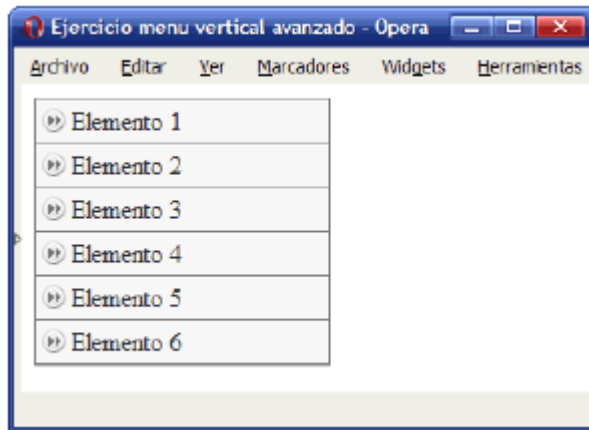 Ejercicio menu vertical avanzado - Opera
Archivo Editar Ver Marcadores Widgets Herramientas
Elemento 1
Elemento 2
Elemento 3
Elemento 4
Elemento 5
Elemento 6